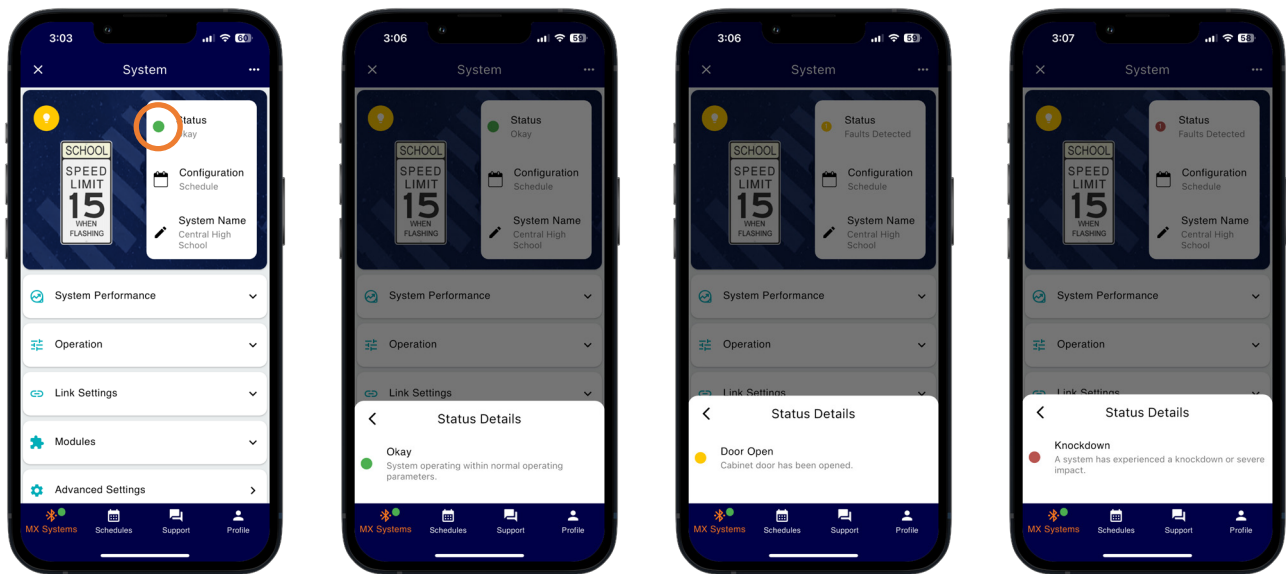 3:03
60
System
Status
Okay
SCHOOL
SPEED
LIMIT
15
WHEN
FLASHING
Configuration
Schedule
System Name
Central High
School
System Performance
Operation
Link Settings
Modules
Advanced Settings
MX Systems
Schedules
Support
Profile
3:06
59
System
Status
Okay
SCHOOL
SPEED
LIMIT
15
WHEN
FLASHING
Configuration
Schedule
System Name
Central High
School
System Performance
Operation
Link Settings
Status Details
Okay
System operating within normal operating
parameters.
MX Systems
Schedules
Support
Profile
3:06
59
System
Status
Faults Detected
SCHOOL
SPEED
LIMIT
15
WHEN
FLASHING
Configuration
Schedule
System Name
Central High
School
System Performance
Operation
Link Settings
Status Details
Door Open
Cabinet door has been opened.
MX Systems
Schedules
Support
Profile
3:07
58
System
Status
Faults Detected
SCHOOL
SPEED
LIMIT
15
WHEN
FLASHING
Configuration
Schedule
System Name
Central High
School
System Performance
Operation
Link Settings
Status Details
Knockdown
A system has experienced a knockdown or severe
impact.
MX Systems
Schedules
Support
Profile